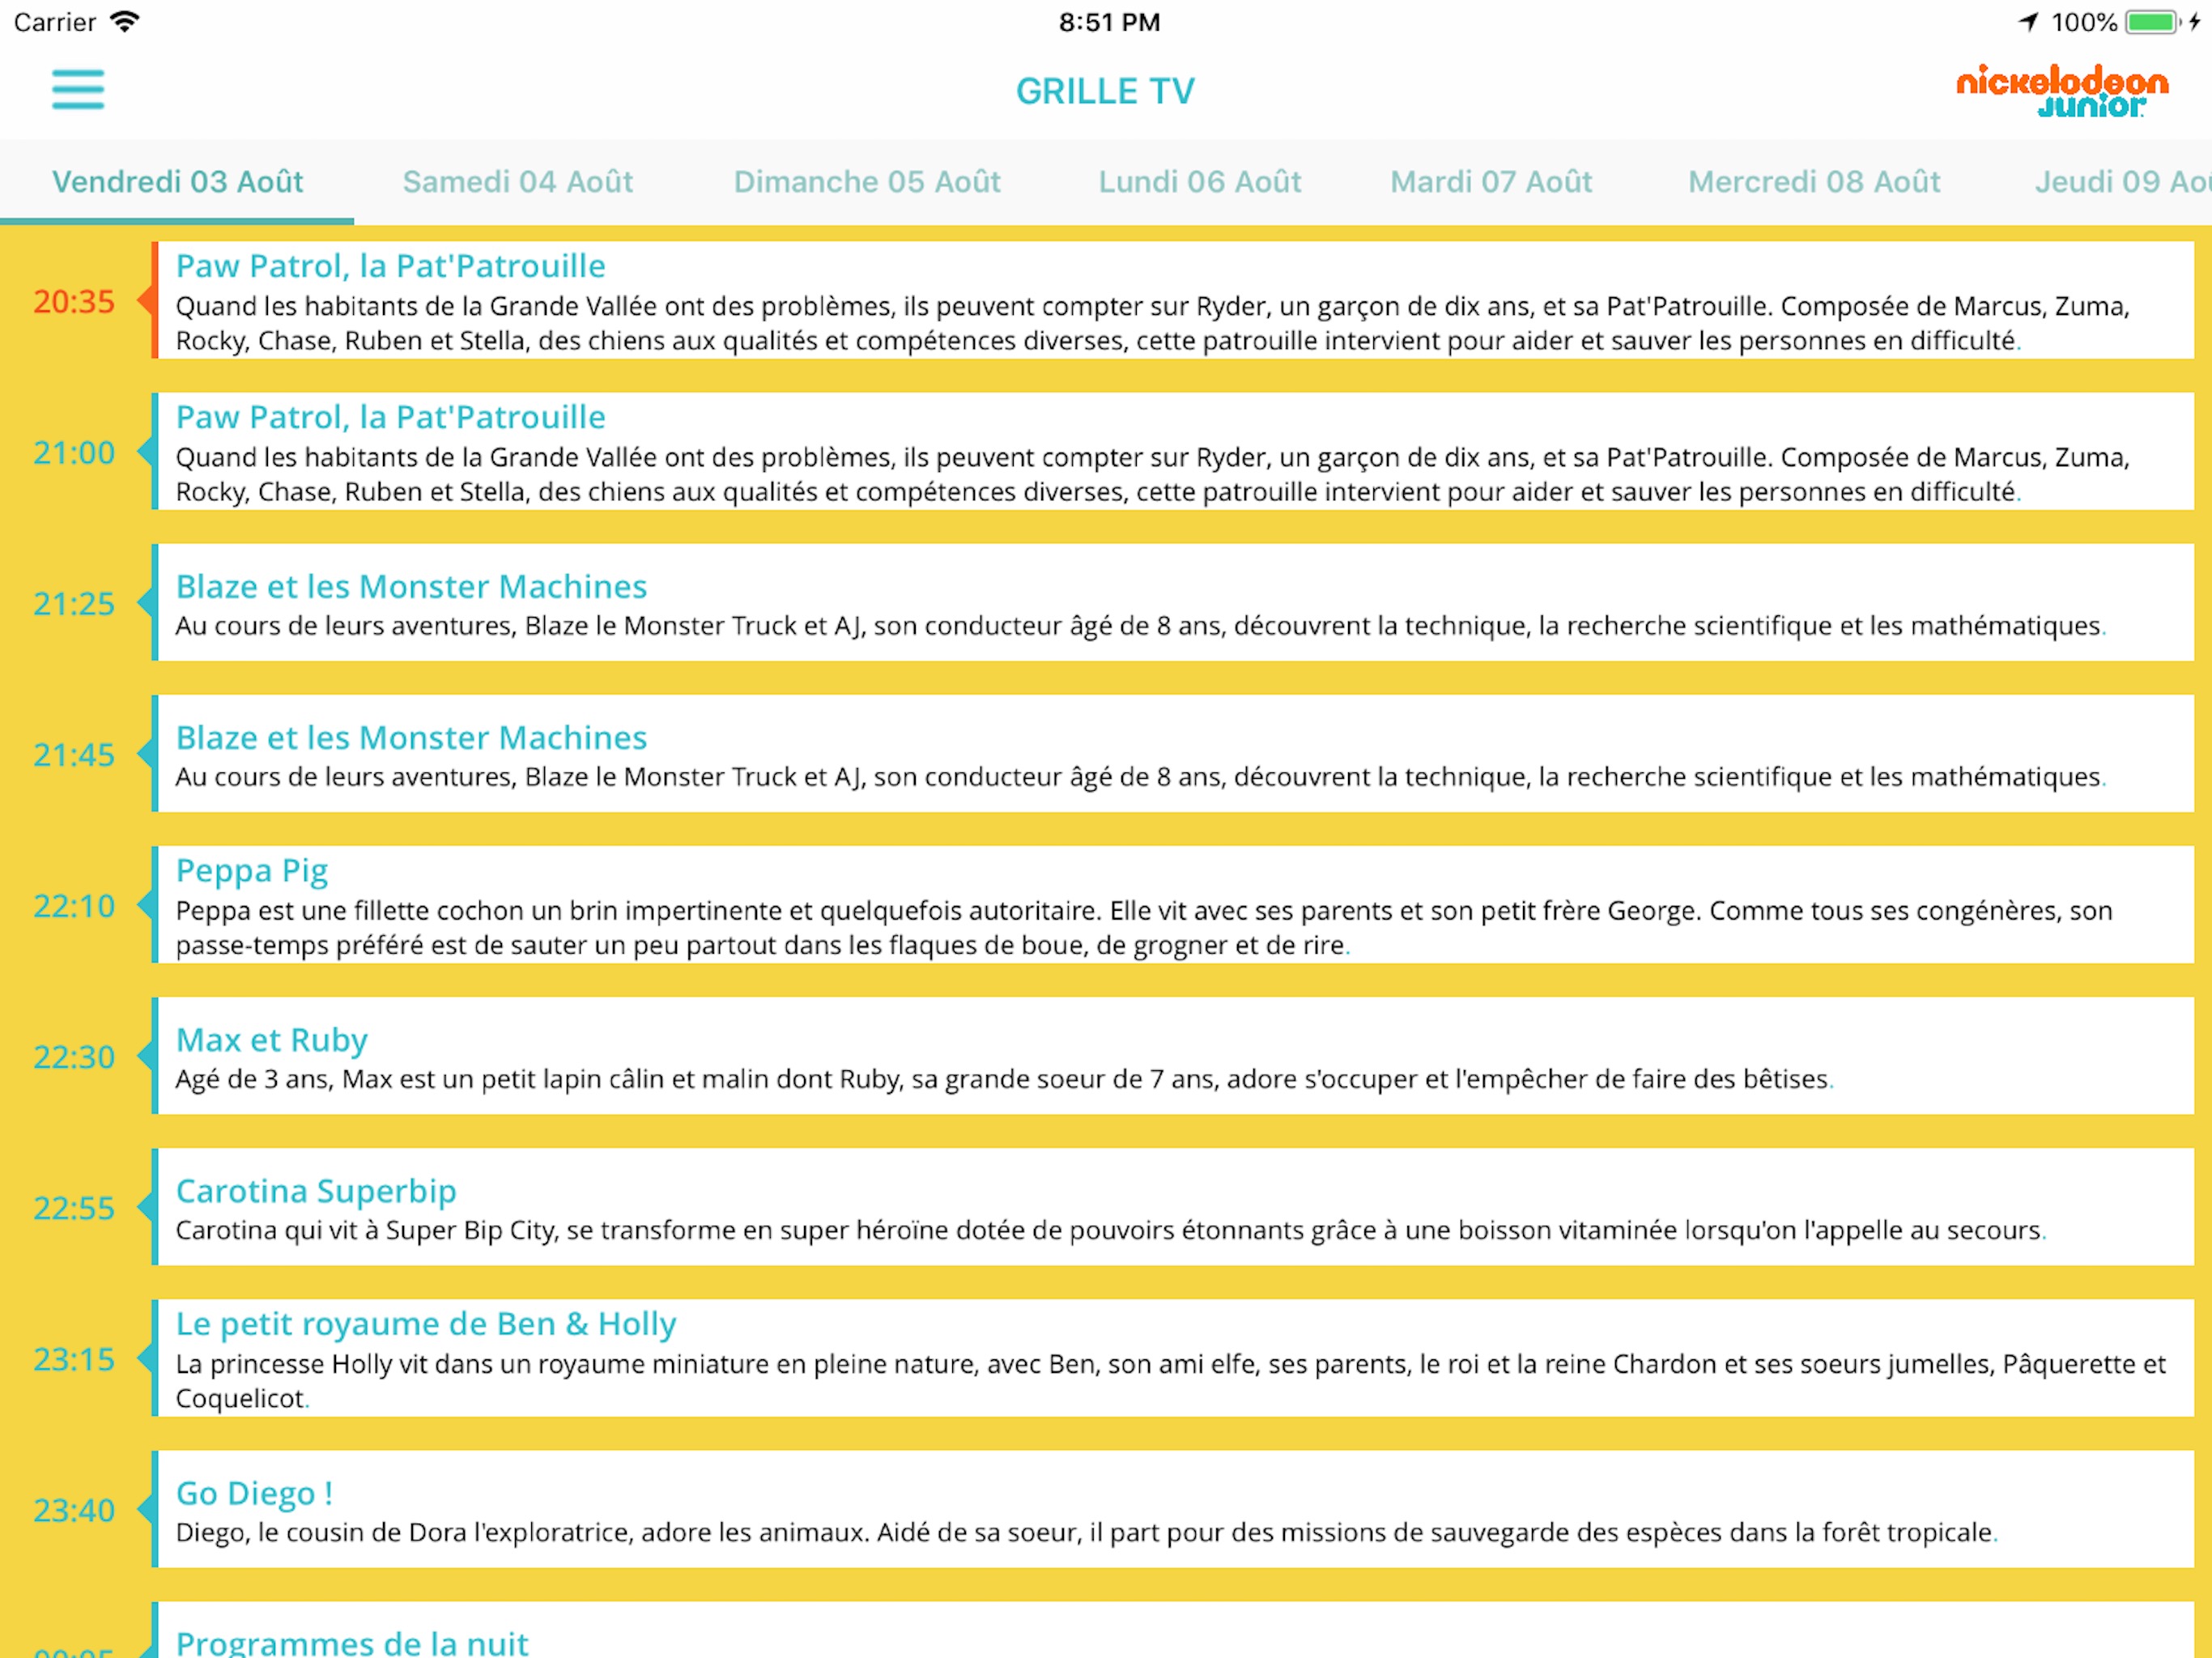 Carrier
8:51 PM
100%
GRILLE TV
nickelodeon
junior
Vendredi 03 Août
Samedi 04 Août
Dimanche 05 Août
Lundi 06 Août
Mardi 07 Août
Mercredi 08 Août
Jeudi 09
20:35
Paw Patrol, la Pat'Patrouille
Quand les habitants de la Grande Vallée ont des problèmes, ils peuvent compter sur Ryder, un garçon de dix ans, et sa Pat'Patrouille. Composée de Marcus, Zuma,
Rocky, Chase, Ruben et Stella, des chiens aux qualités et compétences diverses, cette patrouille intervient pour aider et sauver les personnes en difficulté.
21:00
Paw Patrol, la Pat'Patrouille
Quand les habitants de la Grande Vallée ont des problèmes, ils peuvent compter sur Ryder, un garçon de dix ans, et sa Pat'Patrouille. Composée de Marcus, Zuma,
Rocky, Chase, Ruben et Stella, des chiens aux qualités et compétences diverses, cette patrouille intervient pour aider et sauver les personnes en difficulté.
21:25
Blaze et les Monster Machines
Au cours de leurs aventures, Blaze le Monster Truck et AJ, son conducteur âgé de 8 ans, découvrent la technique, la recherche scientifique et les mathématiques.
21:45
Blaze et les Monster Machines
Au cours de leurs aventures, Blaze le Monster Truck et AJ, son conducteur âgé de 8 ans, découvrent la technique, la recherche scientifique et les mathématiques.
22:10
Peppa Pig
Peppa est une fillette cochon un brin impertinente et quelquefois autoritaire. Elle vit avec ses parents et son petit frère George. Comme tous ses congénères, son
passe-temps préféré est de sauter un peu partout dans les flaques de boue, de grogner et de rire.
22:30
Max et Ruby
Agé de 3 ans, Max est un petit lapin câlin et malin dont Ruby, sa grande soeur de 7 ans, adore s'occuper et l'empêcher de faire des bêtises.
22:55
Carotina Superbip
Carotina qui vit à Super Bip City, se transforme en super héroïne dotée de pouvoirs étonnants grâce à une boisson vitaminée lorsqu'on l'appelle au secours.
23:15
Le petit royaume de Ben & Holly
La princesse Holly vit dans un royaume miniature en pleine nature, avec Ben, son ami elfe, ses parents, le roi et la reine Chardon et ses soeurs jumelles, Pâquerette et
Coquelicot.
23:40
Go Diego !
Diego, le cousin de Dora l'exploratrice, adore les animaux. Aidé de sa soeur, il part pour des missions de sauvegarde des espèces dans la forêt tropicale.
Programmes de la nuit